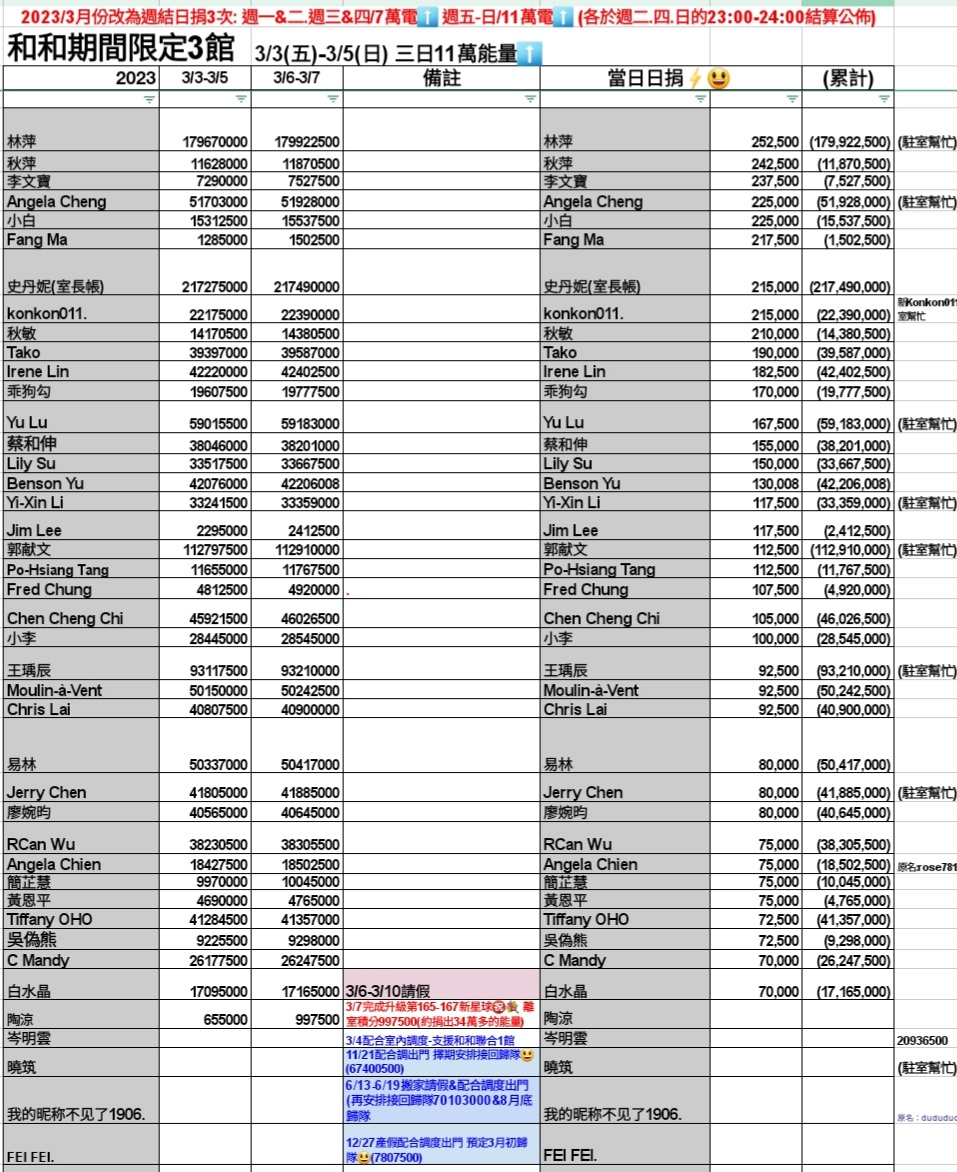 2023/3月份改為週結日捐3次: 週一&二.週三&四/7萬電⬆️ 週五-日/11萬電⬆️ (各於週二.四.日的23:00-24:00結算公佈)
和和期間限定3館 3/3(五)-3/5(日) 三日11萬能量⬆️
2023 3/3-3/5 3/6-3/7 備註 當日日捐⚡😃 (累計)
林萍 179670000 179922500 林萍 252,500 (179,922,500) (駐室幫忙)
秋萍 11628000 11870500 秋萍 242,500 (11,870,500)
李文寶 7290000 7527500 李文寶 237,500 (7,527,500)
Angela Cheng 51703000 51928000 Angela Cheng 225,000 (51,928,000) (駐室幫忙)
小白 15312500 15537500 小白 225,000 (15,537,500)
Fang Ma 1285000 1502500 Fang Ma 217,500 (1,502,500)
史丹妮(室長帳) 217275000 217490000 史丹妮(室長帳) 215,000 (217,490,000)
konkon011. 22175000 22390000 konkon011. 215,000 (22,390,000) 新Konkon011
室幫忙
秋敏 14170500 14380500 秋敏 210,000 (14,380,500)
Tako 39397000 39587000 Tako 190,000 (39,587,000)
Irene Lin 42220000 42402500 Irene Lin 182,500 (42,402,500)
乖狗勾 19607500 19777500 乖狗勾 170,000 (19,777,500)
Yu Lu 59015500 59183000 Yu Lu 167,500 (59,183,000) (駐室幫忙)
蔡和伸 38046000 38201000 蔡和伸 155,000 (38,201,000)
Lily Su 33517500 33667500 Lily Su 150,000 (33,667,500)
Benson Yu 42076000 42206008 Benson Yu 130,008 (42,206,008)
Yi-Xin Li 33241500 33359000 Yi-Xin Li 117,500 (33,359,000) (駐室幫忙)
Jim Lee 2295000 2412500 Jim Lee 117,500 (2,412,500)
郭献文 112797500 112910000 郭献文 112,500 (112,910,000) (駐室幫忙)
Po-Hsiang Tang 11655000 11767500 Po-Hsiang Tang 112,500 (11,767,500)
Fred Chung 4812500 4920000 . Fred Chung 107,500 (4,920,000)
Chen Cheng Chi 45921500 46026500 Chen Cheng Chi 105,000 (46,026,500)
小李 28445000 28545000 小李 100,000 (28,545,000)
王瑀辰 93117500 93210000 王瑀辰 92,500 (93,210,000) (駐室幫忙)
Moulin-à-Vent 50150000 50242500 Moulin-à-Vent 92,500 (50,242,500)
Chris Lai 40807500 40900000 Chris Lai 92,500 (40,900,000)
易林 50337000 50417000 易林 80,000 (50,417,000)
Jerry Chen 41805000 41885000 Jerry Chen 80,000 (41,885,000) (駐室幫忙)
廖婉昀 40565000 40645000 廖婉昀 80,000 (40,645,000)
RCan Wu 38230500 38305500 RCan Wu 75,000 (38,305,500)
Angela Chien 18427500 18502500 Angela Chien 75,000 (18,502,500) 原名:rose781
簡芷慧 9970000 10045000 簡芷慧 75,000 (10,045,000)
黃恩平 4690000 4765000 黃恩平 75,000 (4,765,000)
Tiffany OHO 41284500 41357000 Tiffany OHO 72,500 (41,357,000)
吳偽熊 9225500 9298000 吳偽熊 72,500 (9,298,000)
C Mandy 26177500 26247500 C Mandy 70,000 (26,247,500)
白水晶 17095000 17165000 3/6-3/10請假 白水晶 70,000 (17,165,000)
陶涼 655000 997500 3/7完成升級第165-167新星球㊗️🎉 離
室積分997500(約捐出34萬多的能量) 陶涼
岑明雲 3/4配合室內調度-支援和和聯合1館 岑明雲 20936500
曉筑 11/21配合調出門 擇期安排接回歸隊😃
(67400500) 曉筑 (駐室幫忙)
我的昵称不见了1906. 6/13-6/19搬家請假&配合調度出門
(再安排接回歸隊70103000&8月底
歸隊 我的昵称不见了1906. 原名：dududud
FEI FEI. 12/27產假配合調度出門 預定3月初歸
隊😃(7807500) FEI FEI.